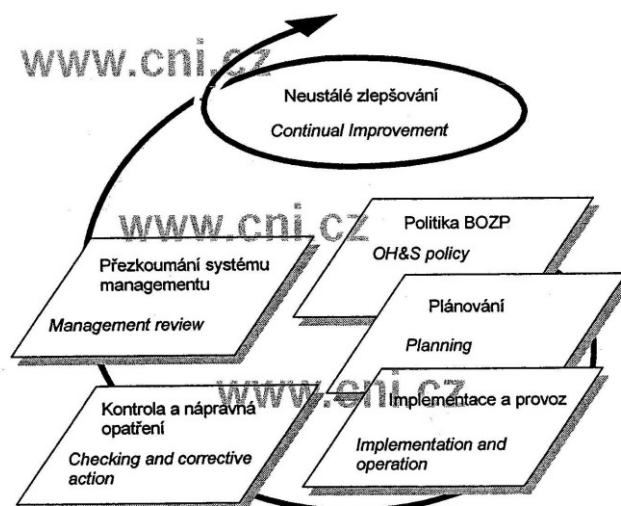 www.cni.cz
Neustálé zlepšování
Continual Improvement
www.cni.cz
Politika BOZP
OH&S policy
Přezkoumání systému
managementu
Management review
Plánování
Planning
www.cni.cz
Kontrola a nápravná
opatření
Checking and corrective
action
Implementace a provoz
Implementation and
operation